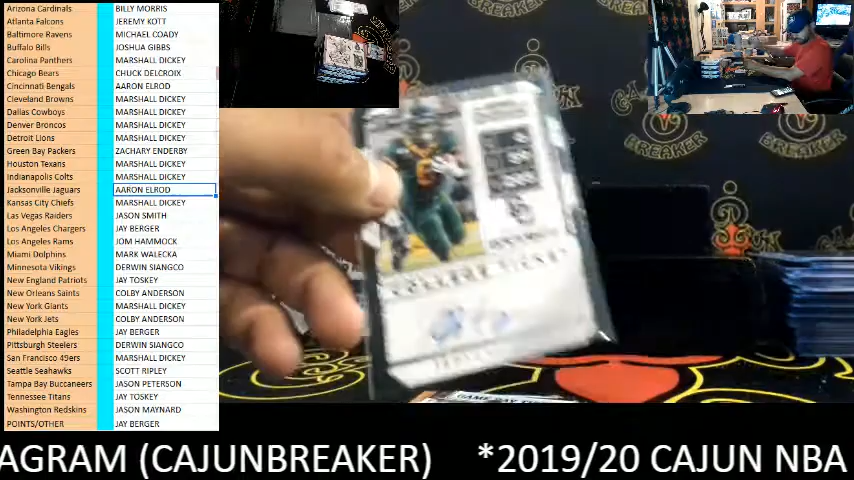 Arizona Cardinals BILLY MORRIS
Atlanta Falcons JEREMY KOTT
Baltimore Ravens MICHAEL COADY
Buffalo Bills JOSHUA GIBBS
Carolina Panthers MARSHALL DICKEY
Chicago Bears CHUCK DELCROIX
Cincinnati Bengals AARON ELROD
Cleveland Browns MARSHALL DICKEY
Dallas Cowboys MARSHALL DICKEY
Denver Broncos MARSHALL DICKEY
Detroit Lions MARSHALL DICKEY
Green Bay Packers ZACHARY ENDERBY
Houston Texans MARSHALL DICKEY
Indianapolis Colts MARSHALL DICKEY
Jacksonville Jaguars AARON ELROD
Kansas City Chiefs MARSHALL DICKEY
Las Vegas Raiders JASON SMITH
Los Angeles Chargers JAY BERGER
Los Angeles Rams JOM HAMMOCK
Miami Dolphins MARK WALECKA
Minnesota Vikings DERWIN SIANGCO
New England Patriots JAY TOSKEY
New Orleans Saints COLBY ANDERSON
New York Giants MARSHALL DICKEY
New York Jets COLBY ANDERSON
Philadelphia Eagles JAY BERGER
Pittsburgh Steelers DERWIN SIANGCO
San Francisco 49ers MARSHALL DICKEY
Seattle Seahawks SCOTT RIPLEY
Tampa Bay Buccaneers JASON PETERSON
Tennessee Titans JAY TOSKEY
Washington Redskins JASON MAYNARD
POINTS/OTHER JAY BERGER
BREAKER
BREAKER
BREAKER
COLLEGE TICKET
AGRAM (CAJUNBREAKER) *2019/20 CAJUN NBA